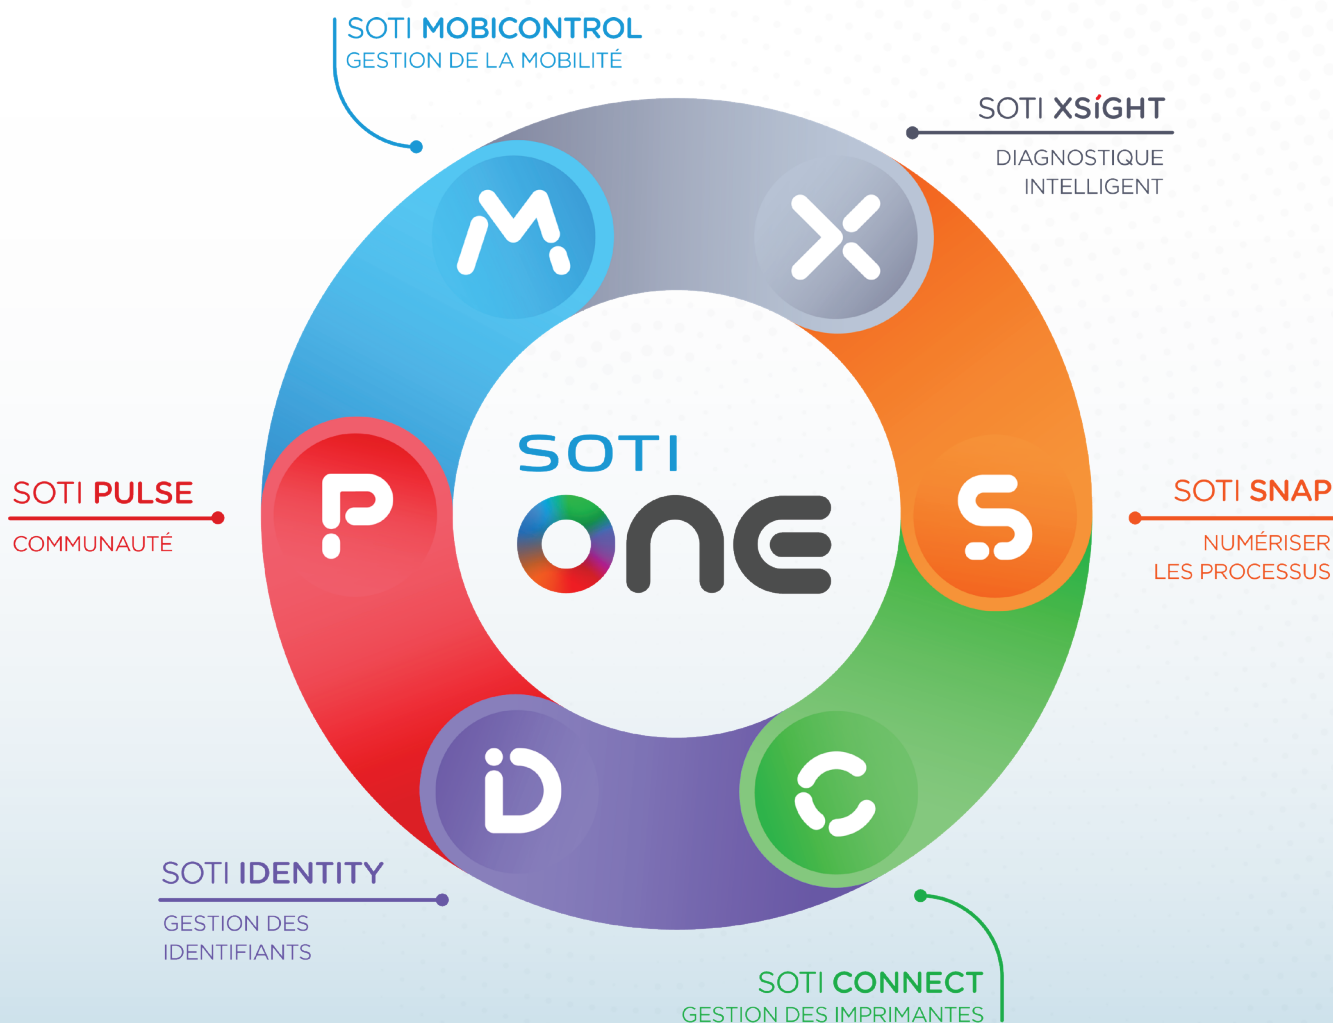 SOTI MOBICONTROL
GESTION DE LA MOBILITÉ
SOTI XSiGHT
DIAGNOSTIQUE
INTELLIGENT
M
X
SOTI
ONE
SOTI PULSE
COMMUNAUTÉ
P
S
SOTI SNAP
NUMÉRISER
LES PROCESSUS
iD
C
SOTI IDENTITY
GESTION DES
IDENTIFIANTS
SOTI CONNECT
GESTION DES IMPRIMANTES